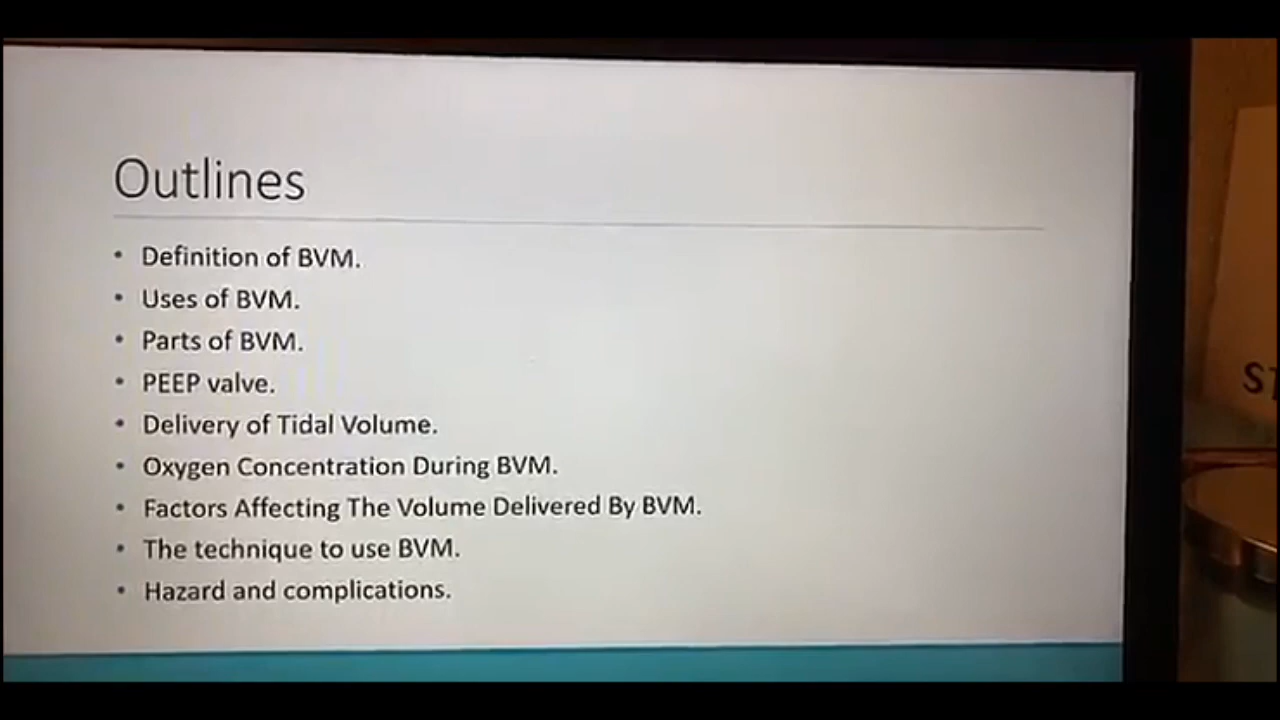 Outlines
• Definition of BVM.
• Uses of BVM.
• Parts of BVM.
• PEEP valve.
• Delivery of Tidal Volume.
• Oxygen Concentration During BVM.
• Factors Affecting The Volume Delivered By BVM.
• The technique to use BVM.
• Hazard and complications.